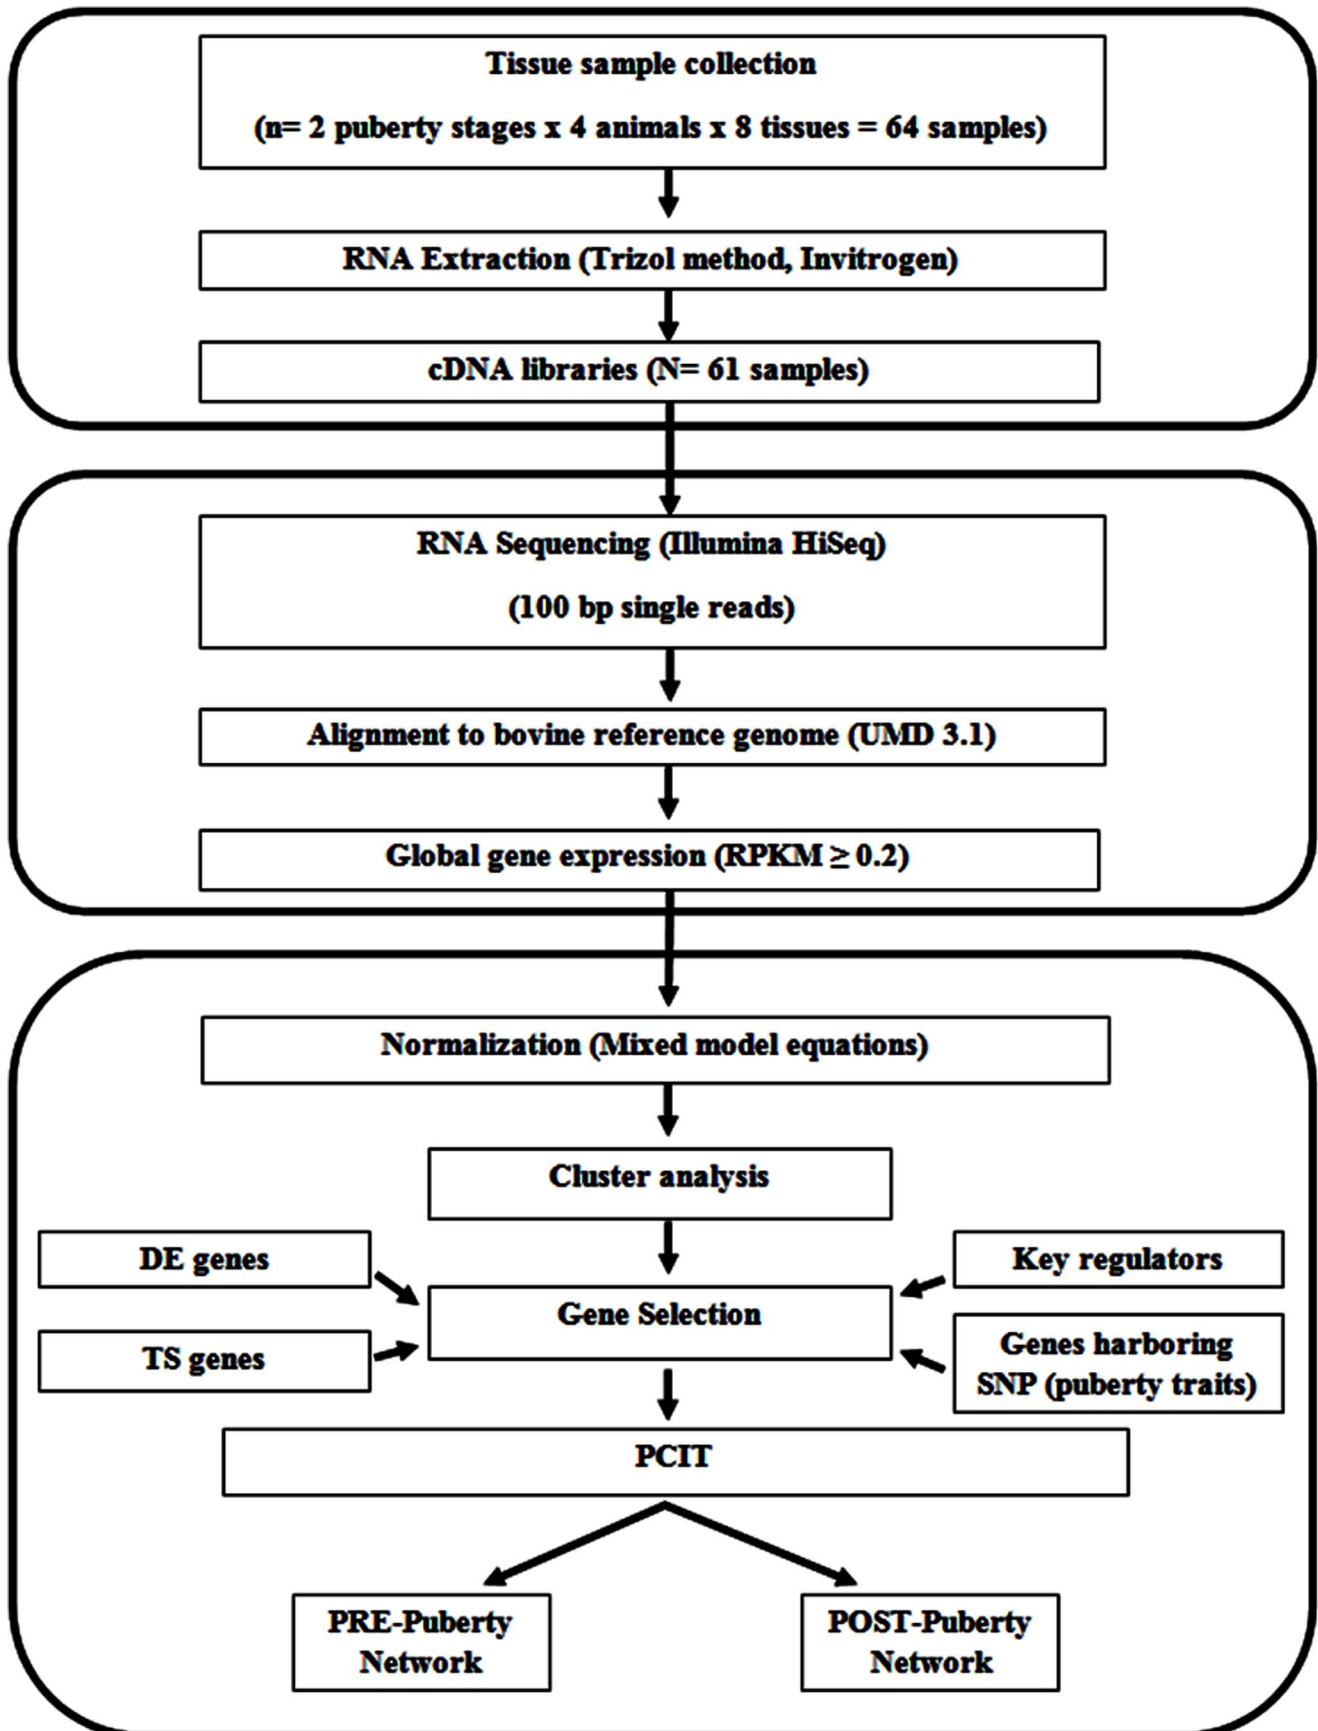 Tissue sample collection
(n= 2 puberty stages x 4 animals x 8 tissues = 64 samples)
RNA Extraction (Trizol method, Invitrogen)
cDNA libraries (N= 61 samples)
RNA Sequencing (Illumina HiSeq)
(100 bp single reads)
Alignment to bovine reference genome (UMD 3.1)
Global gene expression (RPKM ≥ 0.2)
Normalization (Mixed model equations)
Cluster analysis
DE genes
Key regulators
Gene Selection
TS genes
Genes harboring
SNP (puberty traits)
PCIT
PRE-Puberty
Network
POST-Puberty
Network